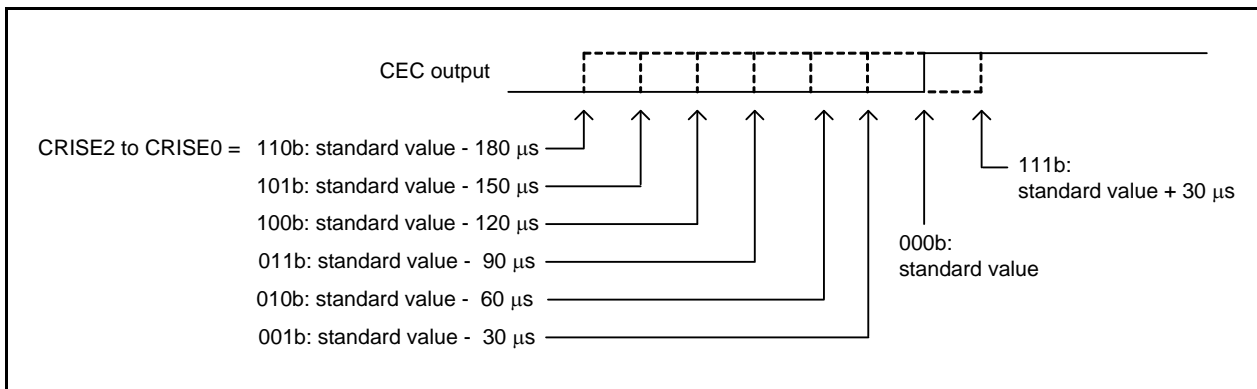 CEC output
CRISE2 to CRISE0 = 110b: standard value - 180 μs
101b: standard value - 150 μs
100b: standard value - 120 μs
011b: standard value - 90 μs
010b: standard value - 60 μs
001b: standard value - 30 μs
000b:
standard value
111b:
standard value + 30 μs